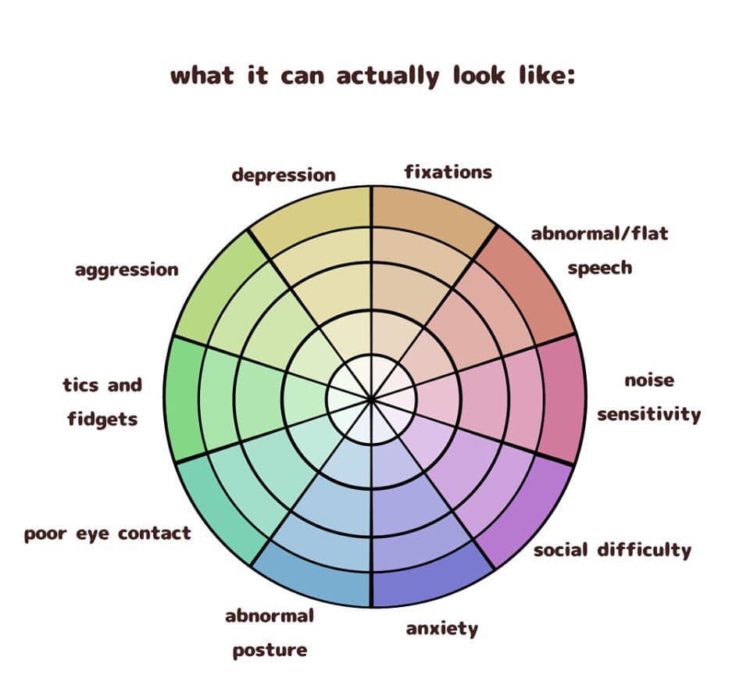 what it can actually look like:
depression
fixations
abnormal/flat
speech
aggression
tics and
fidgets
noise
sensitivity
poor eye contact
social difficulty
abnormal
posture
anxiety